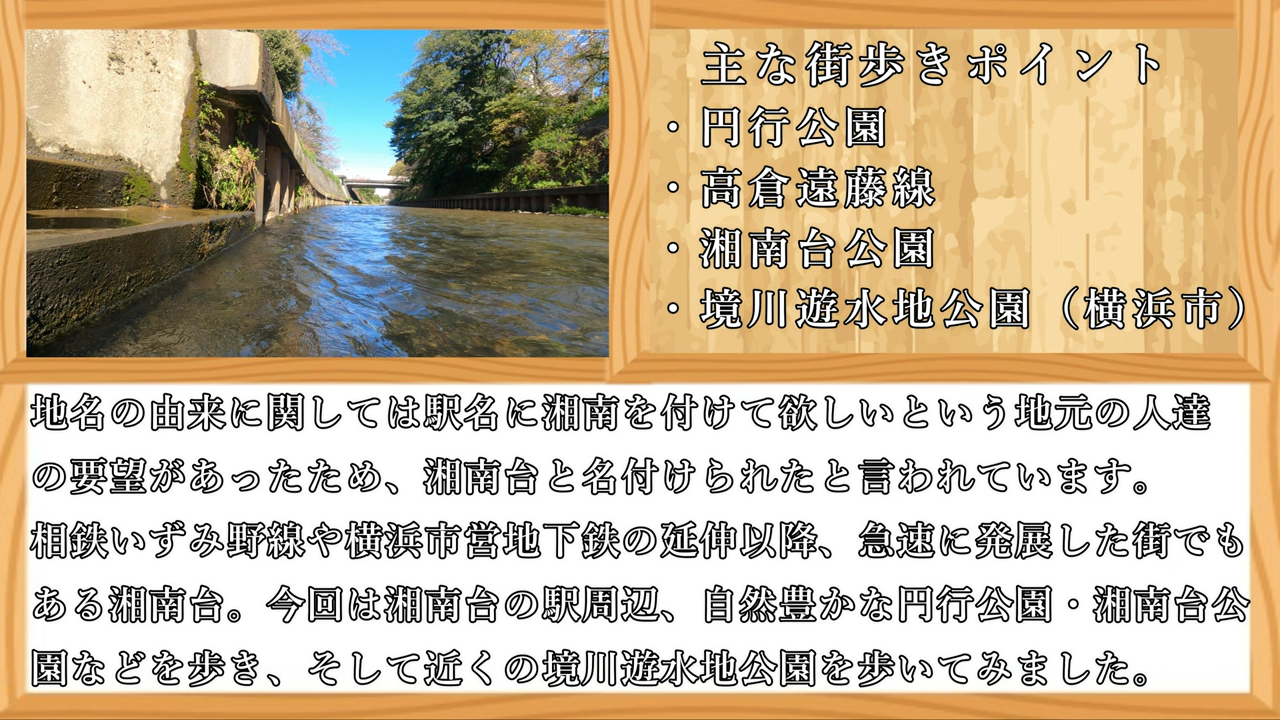 主な街歩きポイント
・円行公園
・高倉遠藤線
・湘南台公園
・境川遊水地公園（横浜市）
地名の由来に関しては駅名に湘南を付けて欲しいという地元の人達
の要望があったため、湘南台と名付けられたと言われています。
相鉄いずみ野線や横浜市営地下鉄の延伸以降、急速に発展した街でも
ある湘南台。今回は湘南台の駅周辺、自然豊かな円行公園・湘南台公
園などを歩き、そして近くの境川遊水地公園を歩いてみました。